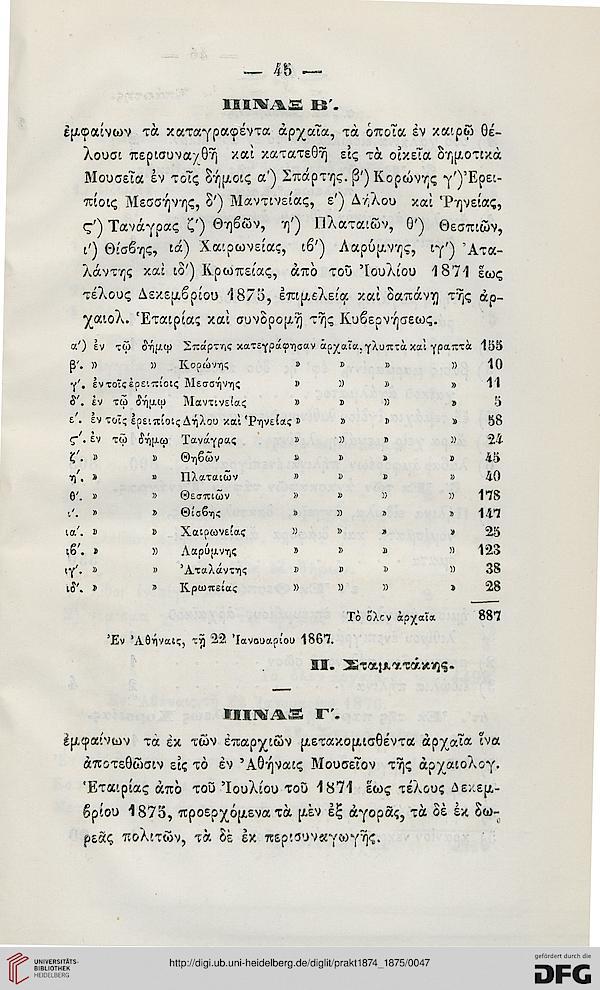 — 45 —
ΠΙΝΑΞ Β΄.
ἐμφαίνων τὰ καταγραφέντα ἀρχαῖα, τὰ ὁποῖα ἐν καιρῷ θέ-
λουσι περισυναχθῆ καὶ κατατεθῆ εἰς τὰ οἰκεῖα δημοτικὰ
Μουσεῖα ἐν τοῖς δήμοις α΄) Σπάρτης. β΄) Κορώνης γ΄) Ἐρει-
πίοις Μεσσήνης, δ΄) Μαντινείας, ε΄) Δήλου καὶ Ῥηνείας,
ς΄) Τανάγρας ζ΄) Θηβῶν, η΄) Πλαταιῶν, θ΄) Θεσπιῶν,
ι΄) Θίσβης, ιά) Χαιρωνείας, ιβ΄) Λαρύμνης, ιγ΄) Ἀτα-
λάντης καὶ ιδ΄) Κρωπείας, ἀπὸ τοῦ Ἰουλίου 1871 ἕως
τέλους Δεκεμβρίου 1875, ἐπιμελείᾳ καὶ δαπάνῃ τῆς ἀρ-
χαιολ. Ἑταιρίας καὶ συνδρομῇ τῆς Κυβερνήσεως.
α΄) ἐν τῷ δήμῳ Σπάρτης κατεγράφησαν ἀρχαῖα, γλυπτὰ καὶ γραπτὰ 155
β΄. » » Κορώνης » » » » 10
γ΄. ἐν τοῖς ἐρειπίοις Μεσσήνης » » » » 11
δ΄. ἐν τῷ δήμῳ Μαντινείας » » » » 5
ε΄. ἐν τοῖς ἐρειπίοις Δήλου καὶ Ῥηνείας » » » » 58
ς΄. ἐν τῷ δήμῳ Τανάγρας » » » » 24
ζ΄. » » Θηβῶν » » » » 45
η΄. » » Πλαταιῶν » » » » 40
θ΄. » » Θεσπιῶν » » » » 178
ι΄. » » Θίσβης » » » » 147
ια΄. » » Χαιρωνείας » » » » 25
ιβ΄. » » Λαρύμνης » » » » 123
ιγ΄. » » Ἀταλάντης » » » » 38
ιδ΄. » » Κρωπείας » » » » 28
Τὸ ὅλον ἀρχαῖα 887
Ἐν Ἀθήναις, τῇ 22 Ἰανουαρίου 1867.
Π. Σταματάκης.
ΠΙΝΑΞ Γ΄.
ἐμφαίνων τὰ ἐκ τῶν ἐπαρχιῶν μετακομισθέντα ἀρχαῖα ἵνα
ἀποτεθῶσιν εἰς τὸ ἐν Ἀθήναις Μουσεῖον τῆς ἀρχαιολογ.
Ἑταιρίας ἀπὸ τοῦ Ἰουλίου τοῦ 1871 ἕως τέλους Δεκεμ-
βρίου 1875, προερχόμενα τὰ μὲν ἐξ ἀγορᾶς, τὰ δὲ ἐκ δω-
ρεᾶς πολιτῶν, τὰ δὲ ἐκ περισυναγωγῆς.
UNIVERSITÄTS-
BIBLIOTHEK
HEIDELBERG
http://digi.ub.uni-heidelberg.de/diglit/prakt1874_1875/0047
gefördert durch die
DFG